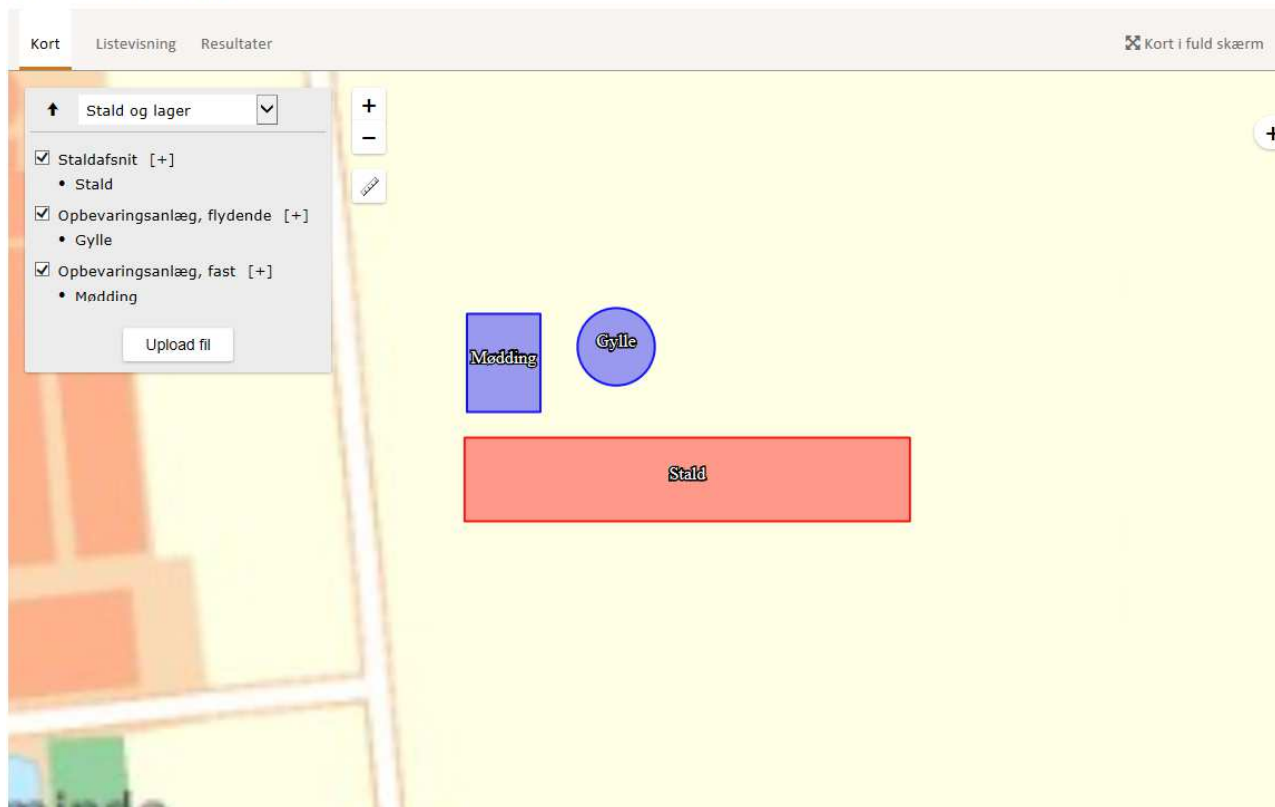 Kort Listevisning Resultater Kort i fuld skærm
Stald og lager
Staldafsnit [+]
• Stald
Opbevaringsanlæg, flydende [+]
• Gylle
Opbevaringsanlæg, fast [+]
• Mødding
Upload fil
+
−
+
Mødding
Gylle
Stald